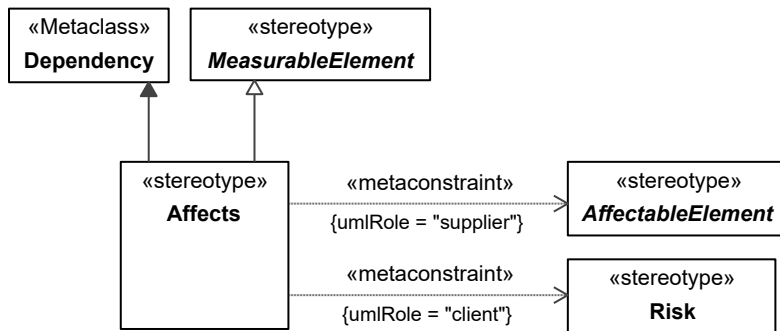 «Metaclass»
Dependency
«stereotype»
MeasurableElement
«stereotype»
Affects
«metaconstraint»
{umlRole = "supplier"}
«stereotype»
AffectableElement
«metaconstraint»
{umlRole = "client"}
«stereotype»
Risk